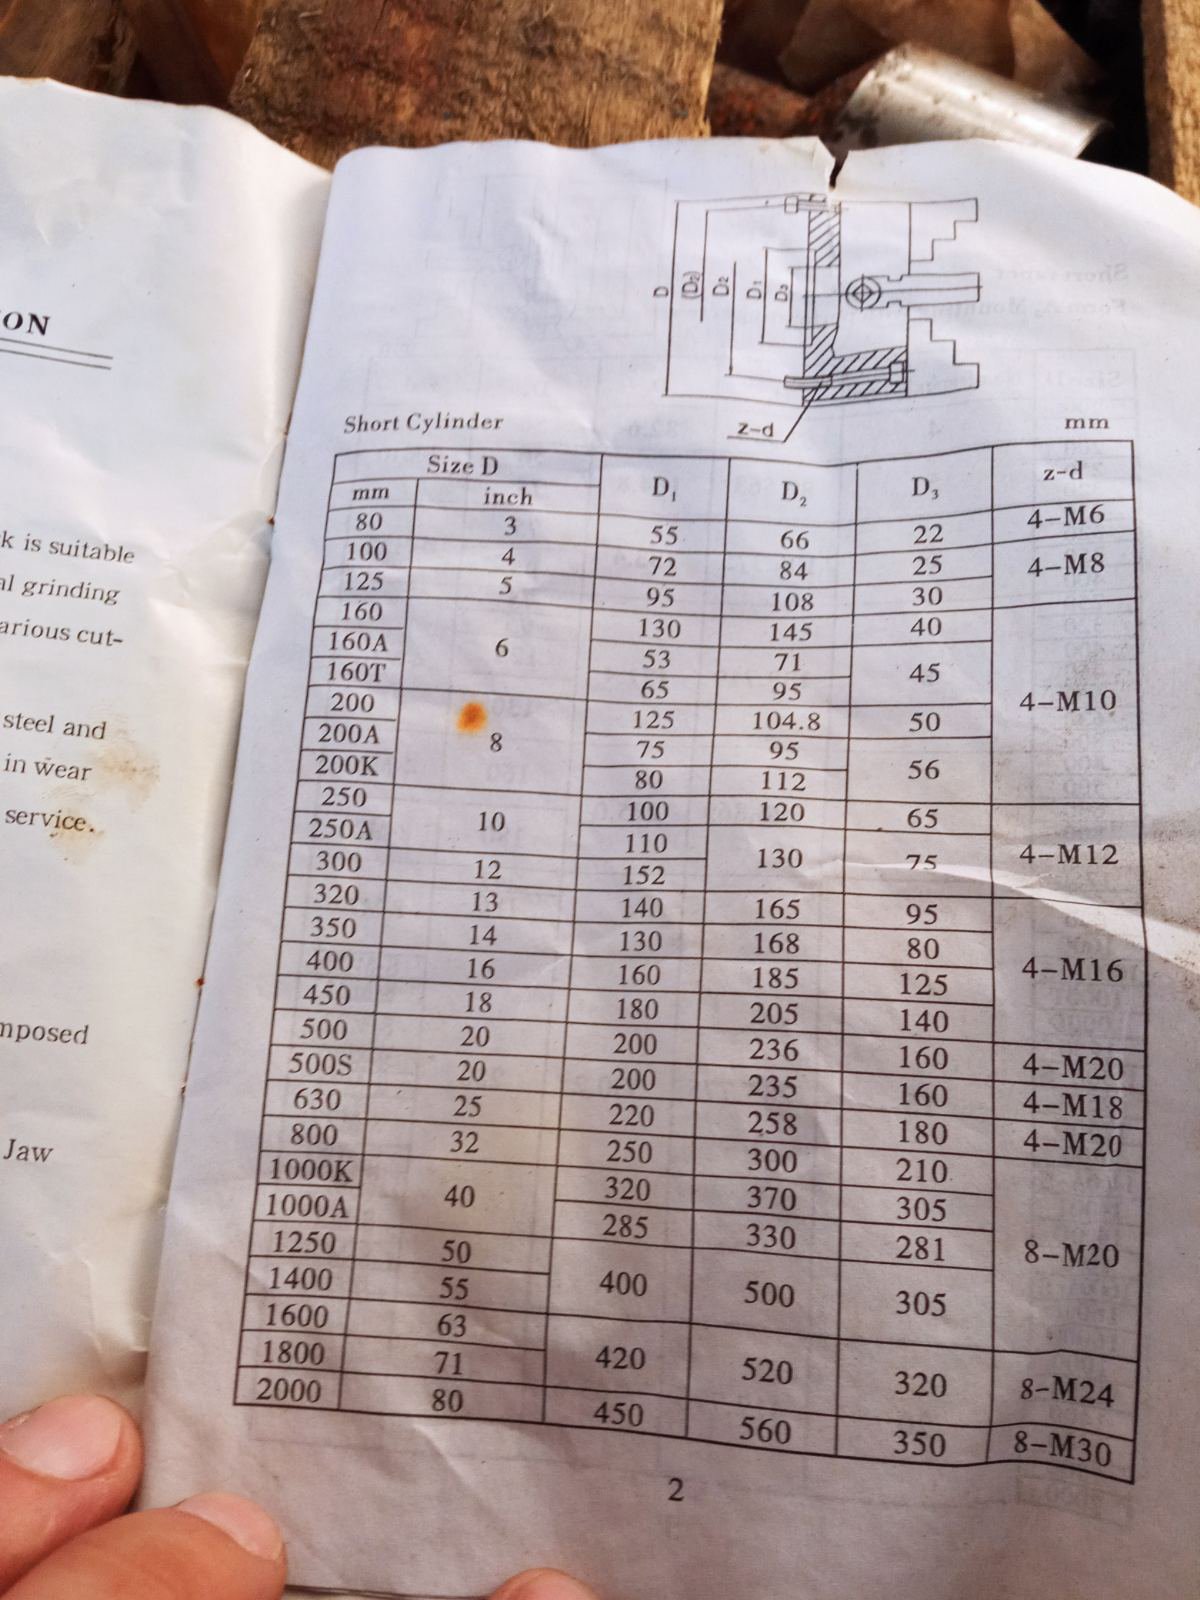 ION
k is suitable
al grinding
arious cut-
steel and
in wear
service.
mposed
Jaw
D
(D2)
D2
D1
D3
z-d
Short Cylinder
mm
Size D D₁ D₂ D₃ z-d
mm inch
80 3 55 66 22 4-M6
100 4 72 84 25 4-M8
125 5 95 108 30
160 6 130 145 40 4-M10
160A 53 71 45
160T 65 95
200 8 125 104.8 50
200A 75 95 56
200K 80 112
250 10 100 120 65 4-M12
250A 110 130 75
300 12 152
320 13 140 165 95 4-M16
350 14 130 168 80
400 16 160 185 125
450 18 180 205 140
500 20 200 236 160 4-M20
500S 20 200 235 160 4-M18
630 25 220 258 180 4-M20
800 32 250 300 210 8-M20
1000K 40 320 370 305
1000A 285 330 281
1250 50 400 500 305
1400 55
1600 63 420 520 320 8-M24
1800 71
2000 80 450 560 350 8-M30
2